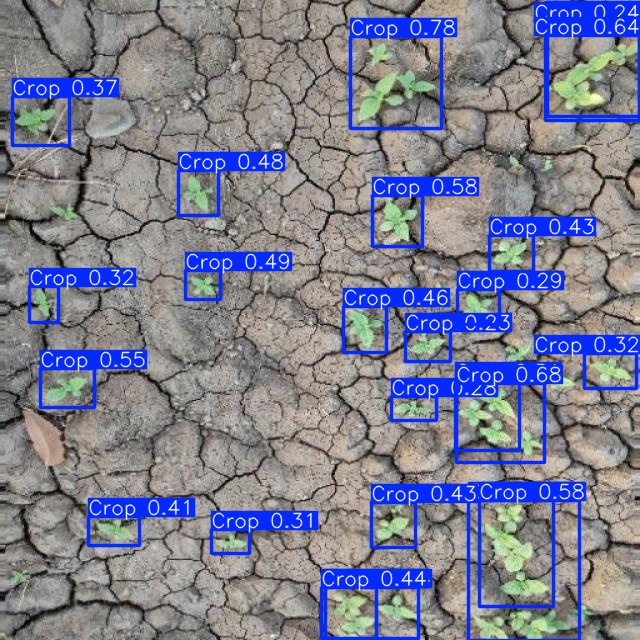 Crop 0.24
Crop 0.78
Crop 0.64
Crop 0.37
Crop 0.48
Crop 0.58
Crop 0.43
Crop 0.49
Crop 0.32
Crop 0.29
Crop 0.46
Crop 0.23
Crop 0.32
Crop 0.55
Crop 0.68
Crop 0.28
Crop 0.43
Crop 0.58
Crop 0.41
Crop 0.31
Crop 0.44